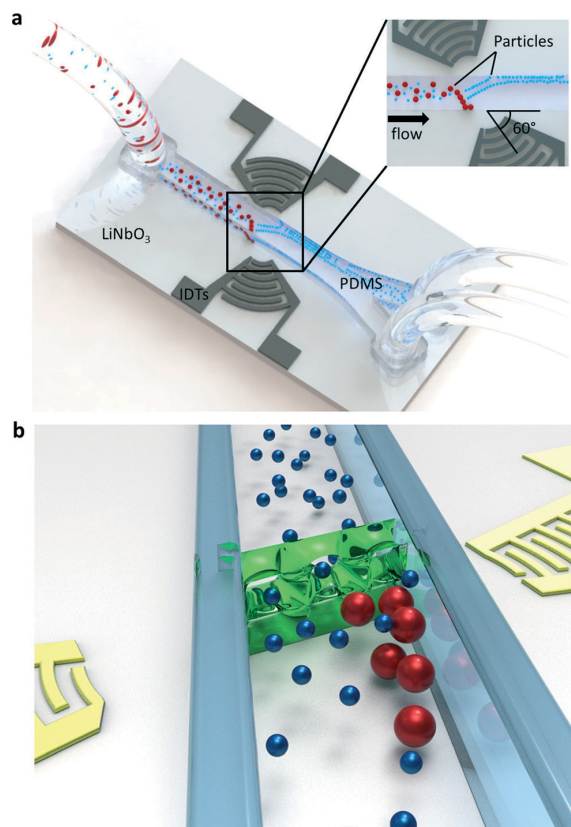 a
Particles
flow
60°
LiNbO₃
IDTs
PDMS
b